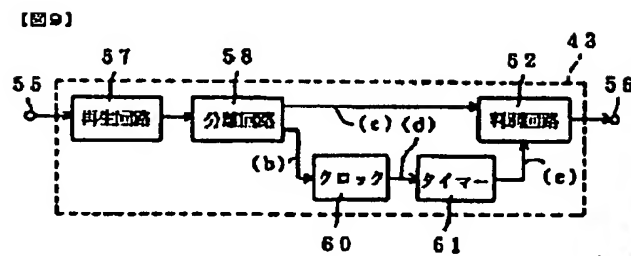 【図9】
57 58 52 43
55 56
再生回路 分離回路 判別回路
(c) (d)
(b) (e)
クロック タイマー
60 61